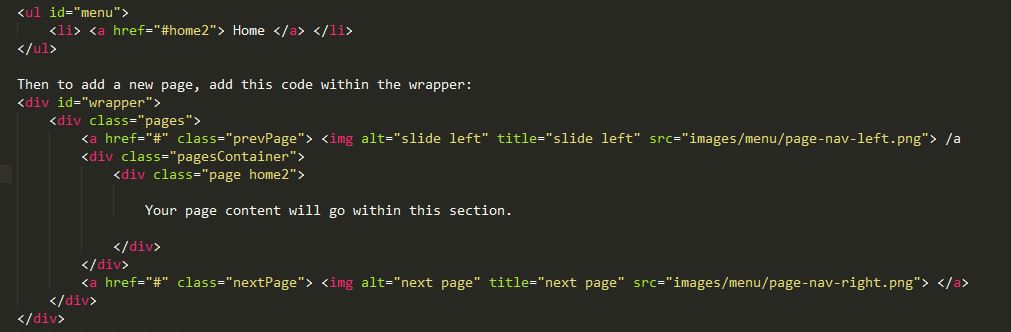 <ul id="menu">
<li> <a href="#home2"> Home </a> </li>
</ul>
Then to add a new page, add this code within the wrapper:
<div id="wrapper">
<div class="pages">
<a href="#" class="prevPage"> <img alt="slide left" title="slide left" src="images/menu/page-nav-left.png"> /a
<div class="pagesContainer">
<div class="page home2">
Your page content will go within this section.
</div>
</div>
<a href="#" class="nextPage"> <img alt="next page" title="next page" src="images/menu/page-nav-right.png"> </a>
</div>
</div>